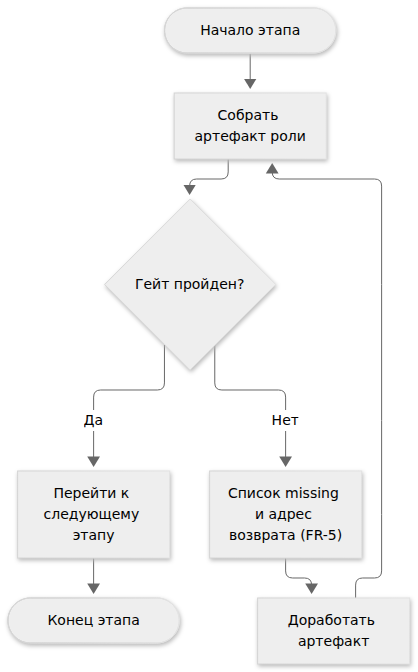 Начало этапа
Собрать
артефакт роли
Гейт пройден?
Да
Нет
Перейти к
следующему
этапу
Список missing
и адрес
возврата (FR-5)
Конец этапа
Доработать
артефакт